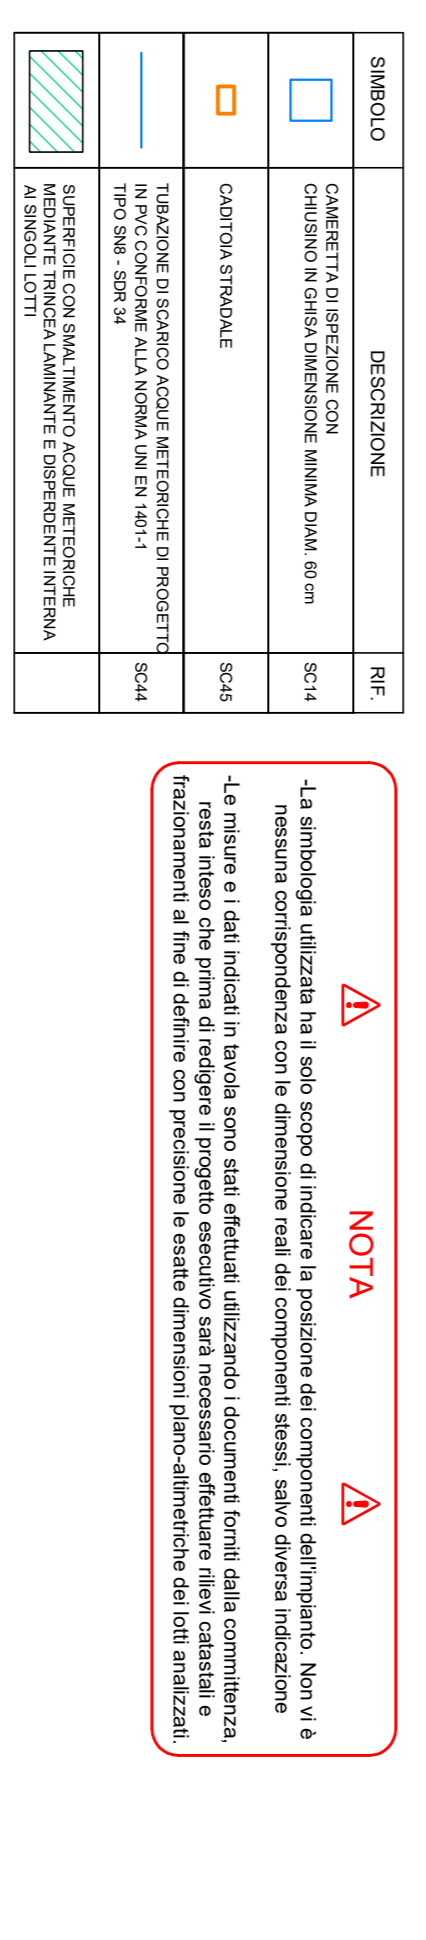 SIMBOLO DESCRIZIONE RIF.
CAMERETTA DI ISPEZIONE CON
CHIUSINO IN GHISA DIMENSIONE MINIMA DIAM. 60 cm
SC14
CADITOIA STRADALE
SC45
TUBAZIONE DI SCARICO ACQUE METEORICHE DI PROGETTO
IN PVC CONFORME ALLA NORMA UNI EN 1401-1
TIPO SN8 - SDR 34
SC44
SUPERFICIE CON SMALTIMENTO ACQUE METEORICHE
MEDIANTE TRINCEA LAMINANTE E DISPERDENTE INTERNA
AI SINGOLI LOTTI
NOTA
-La simbologia utilizzata ha il solo scopo di indicare la posizione dei componenti dell'impianto. Non vi è
nessuna corrispondenza con le dimensione reali dei componenti stessi, salvo diversa indicazione
-Le misure e i dati indicati in tavola sono stati effettuati utilizzando i documenti forniti dalla committenza,
resta inteso che prima di redigere il progetto esecutivo sarà necessario effettuare rilievi catastali e
frazionamenti al fine di definire con precisione le esatte dimensioni plano-altimetriche dei lotti analizzati.